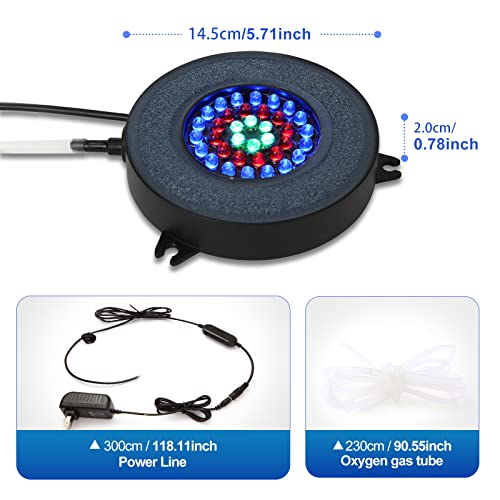 14.5cm/5.71inch
2.0cm/
0.78inch
▲ 300cm / 118.11inch
Power Line
▲ 230cm / 90.55inch
Oxygen gas tube